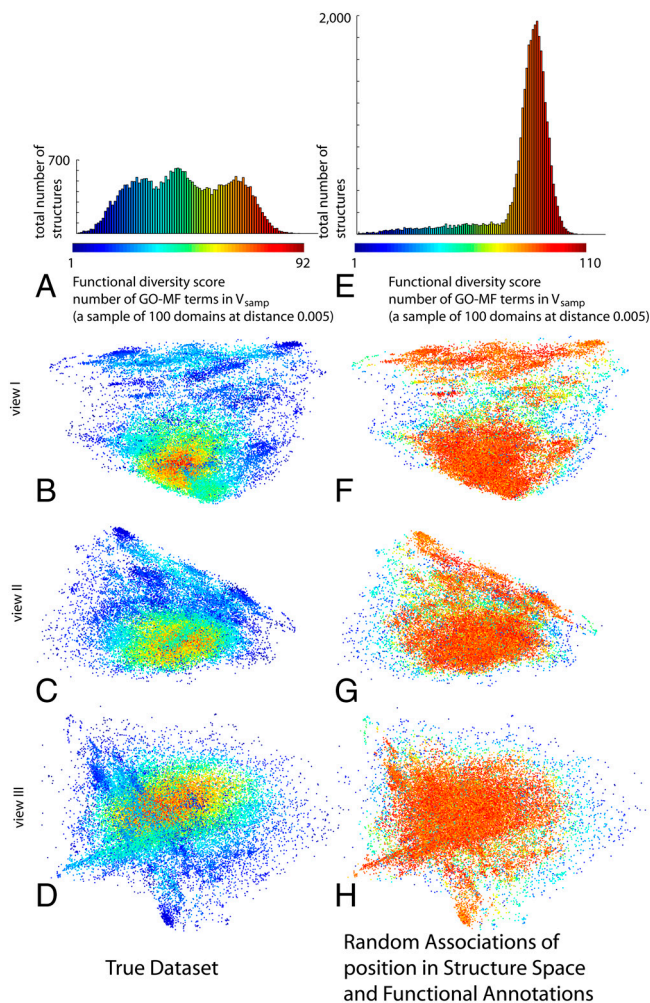 700
total number of
structures
1
92
A
Functional diversity score
number of GO-MF terms in Vsamp
(a sample of 100 domains at distance 0.005)
2,000
total number of
structures
1
110
E
Functional diversity score
number of GO-MF terms in Vsamp
(a sample of 100 domains at distance 0.005)
view I
B
F
view II
C
G
view III
D
H
True Dataset
Random Associations of
position in Structure Space
and Functional Annotations